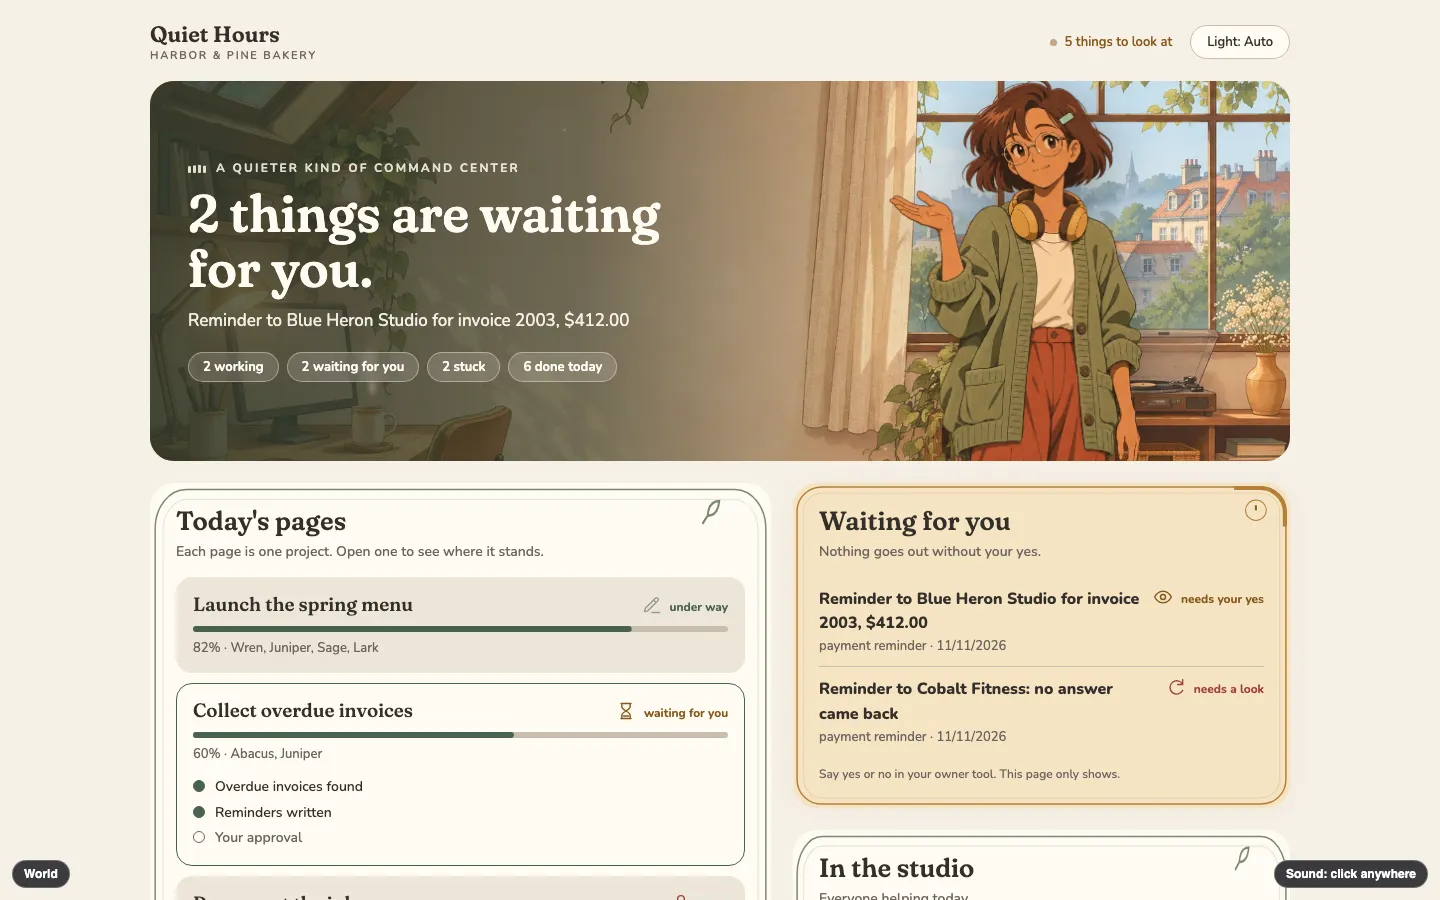 Quiet Hours
HARBOR & PINE BAKERY
5 things to look at
Light: Auto
A QUIETER KIND OF COMMAND CENTER
2 things are waiting
for you.
Reminder to Blue Heron Studio for invoice 2003, $412.00
2 working
2 waiting for you
2 stuck
6 done today
Today's pages
Each page is one project. Open one to see where it stands.
Launch the spring menu
under way
82% · Wren, Juniper, Sage, Lark
Collect overdue invoices
waiting for you
60% · Abacus, Juniper
Overdue invoices found
Reminders written
Your approval
Waiting for you
Nothing goes out without your yes.
Reminder to Blue Heron Studio for invoice
2003, $412.00
needs your yes
payment reminder · 11/11/2026
Reminder to Cobalt Fitness: no answer
came back
needs a look
payment reminder · 11/11/2026
Say yes or no in your owner tool. This page only shows.
In the studio
Everyone helping today
World
Sound: click anywhere